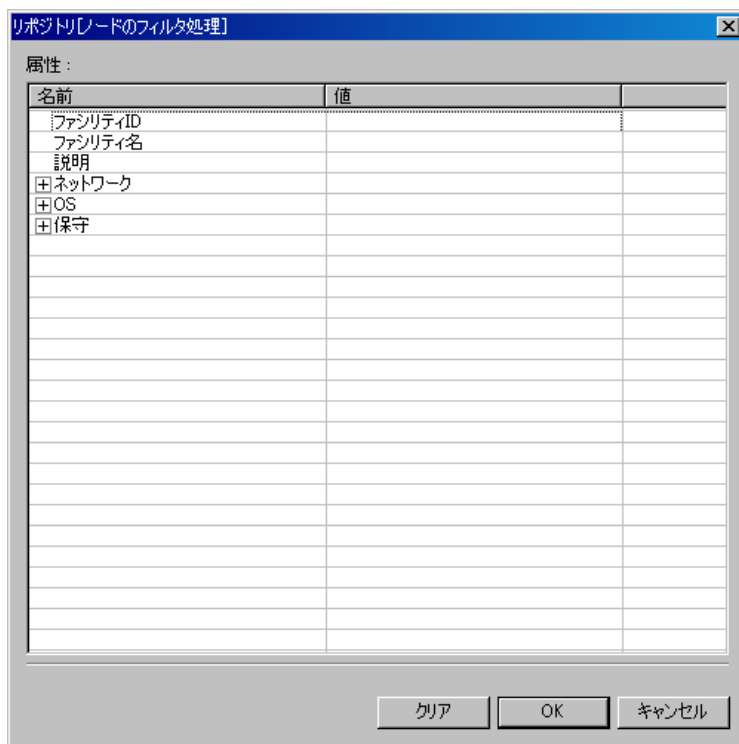 リポジトリ[ノードのフィルタ処理]
属性：
名前 値
ファシリティID
ファシリティ名
説明
ネットワーク
OS
保守
クリア OK キャンセル